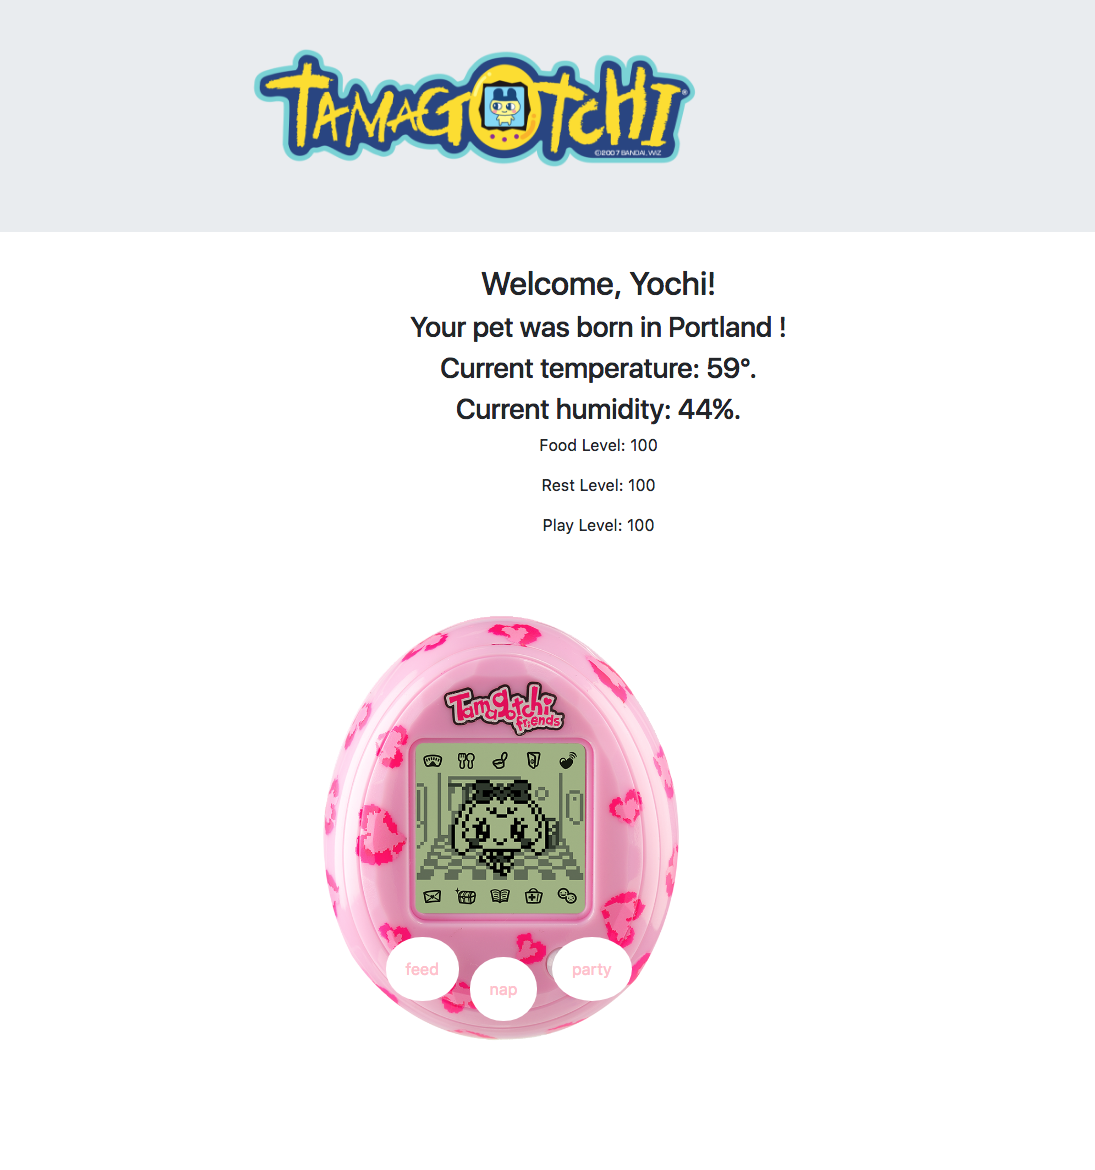 TAMAGOTCHI®
©2007 BANDAI, WIZ
Welcome, Yochi!
Your pet was born in Portland !
Current temperature: 59°.
Current humidity: 44%.
Food Level: 100
Rest Level: 100
Play Level: 100
Tamagotchi
friends
feed
nap
party